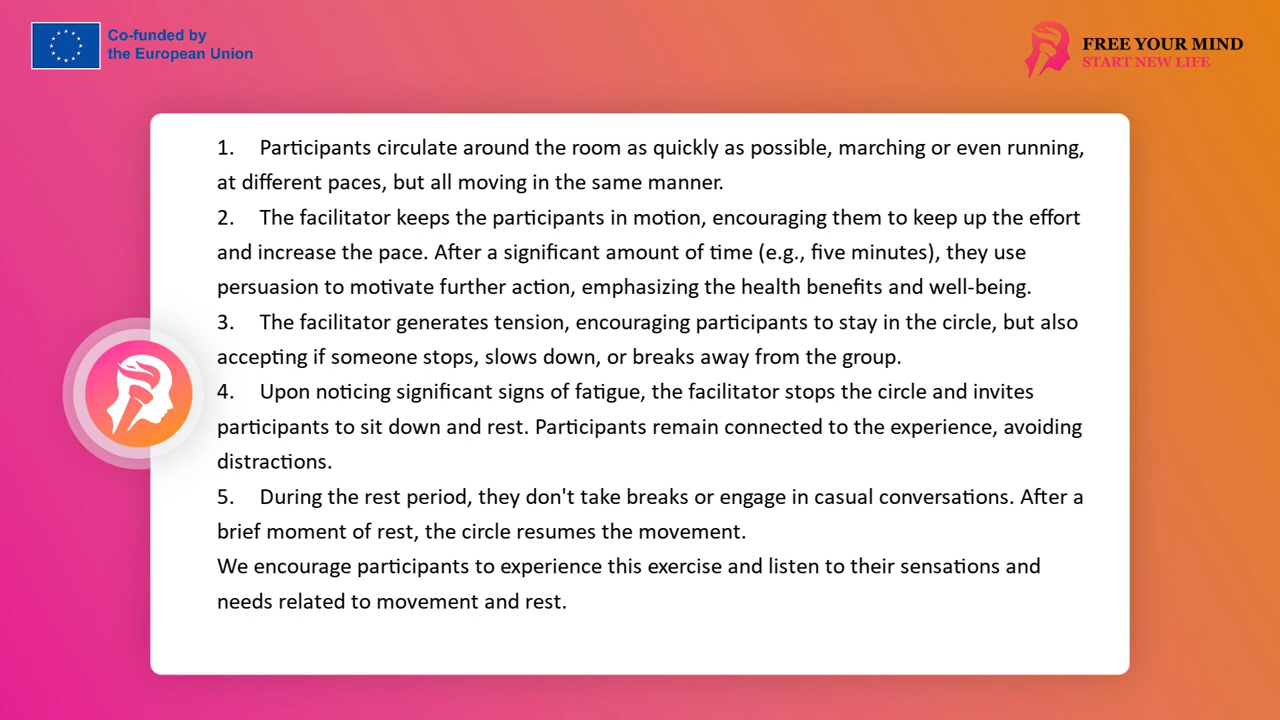 Co-funded by
the European Union
FREE YOUR MIND
START NEW LIFE
1. Participants circulate around the room as quickly as possible, marching or even running,
at different paces, but all moving in the same manner.
2. The facilitator keeps the participants in motion, encouraging them to keep up the effort
and increase the pace. After a significant amount of time (e.g., five minutes), they use
persuasion to motivate further action, emphasizing the health benefits and well-being.
3. The facilitator generates tension, encouraging participants to stay in the circle, but also
accepting if someone stops, slows down, or breaks away from the group.
4. Upon noticing significant signs of fatigue, the facilitator stops the circle and invites
participants to sit down and rest. Participants remain connected to the experience, avoiding
distractions.
5. During the rest period, they don't take breaks or engage in casual conversations. After a
brief moment of rest, the circle resumes the movement.
We encourage participants to experience this exercise and listen to their sensations and
needs related to movement and rest.